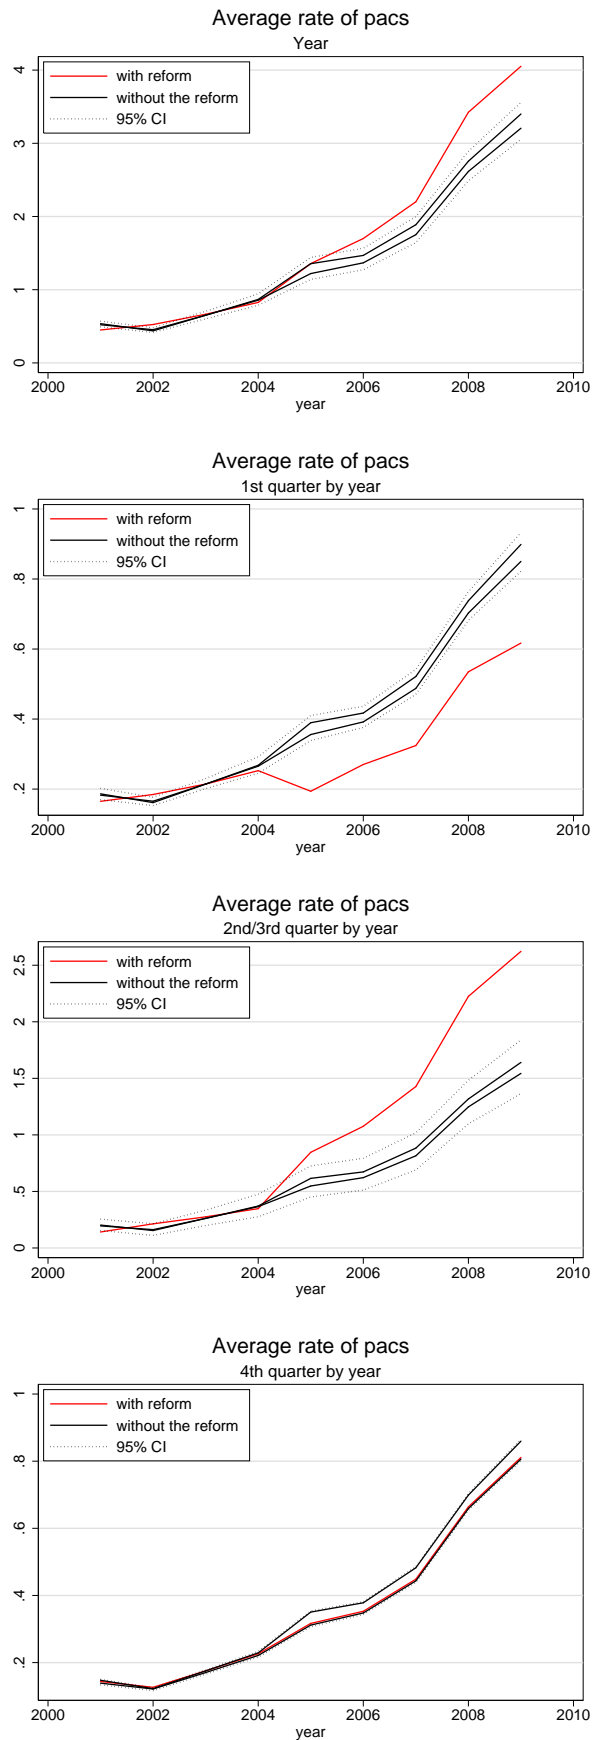 Average rate of pacs
Year
with reform
without the reform
95% CI
4
3
2
1
0
2000 2002 2004 2006 2008 2010
year
Average rate of pacs
1st quarter by year
with reform
without the reform
95% CI
1
.8
.6
.4
.2
2000 2002 2004 2006 2008 2010
year
Average rate of pacs
2nd/3rd quarter by year
with reform
without the reform
95% CI
2.5
2
1.5
1
.5
0
2000 2002 2004 2006 2008 2010
year
Average rate of pacs
4th quarter by year
with reform
without the reform
95% CI
1
.8
.6
.4
.2
2000 2002 2004 2006 2008 2010
year